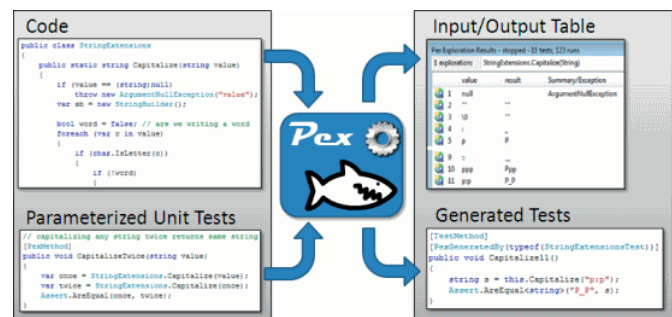 Code
public class StringExtensions
{
public static string Capitalize(string value)
{
if (value == (string)null)
throw new ArgumentNullException("value");
var sb = new StringBuilder();
bool word = false; // are we writing a word
foreach (var c in value)
{
if (char.IsLetter(c))
{
if (!word)
{
Parameterized Unit Tests
// capitalizing any string twice returns same string
[PexMethod]
public void CapitalizeTwice(string value)
{
var once = StringExtensions.Capitalize(value);
var twice = StringExtensions.Capitalize(once);
Assert.AreEqual(once, twice);
}
Pex
Input/Output Table
Pex Exploration Results - stopped - 11 tests; 123 runs
1 exploration: StringExtensions.Capitalize(String)
value result Summary/Exception
1 null ArgumentNullException
2 "" ""
3 \0 ""
4 : _
5 p P
9 ::
10 ppp Ppp
11 p:p P_P
Generated Tests
[TestMethod]
[PexGeneratedBy(typeof(StringExtensionsTest))]
public void Capitalize11()
{
string s = this.Capitalize("p:p");
Assert.AreEqual<string>("P_P", s);
}